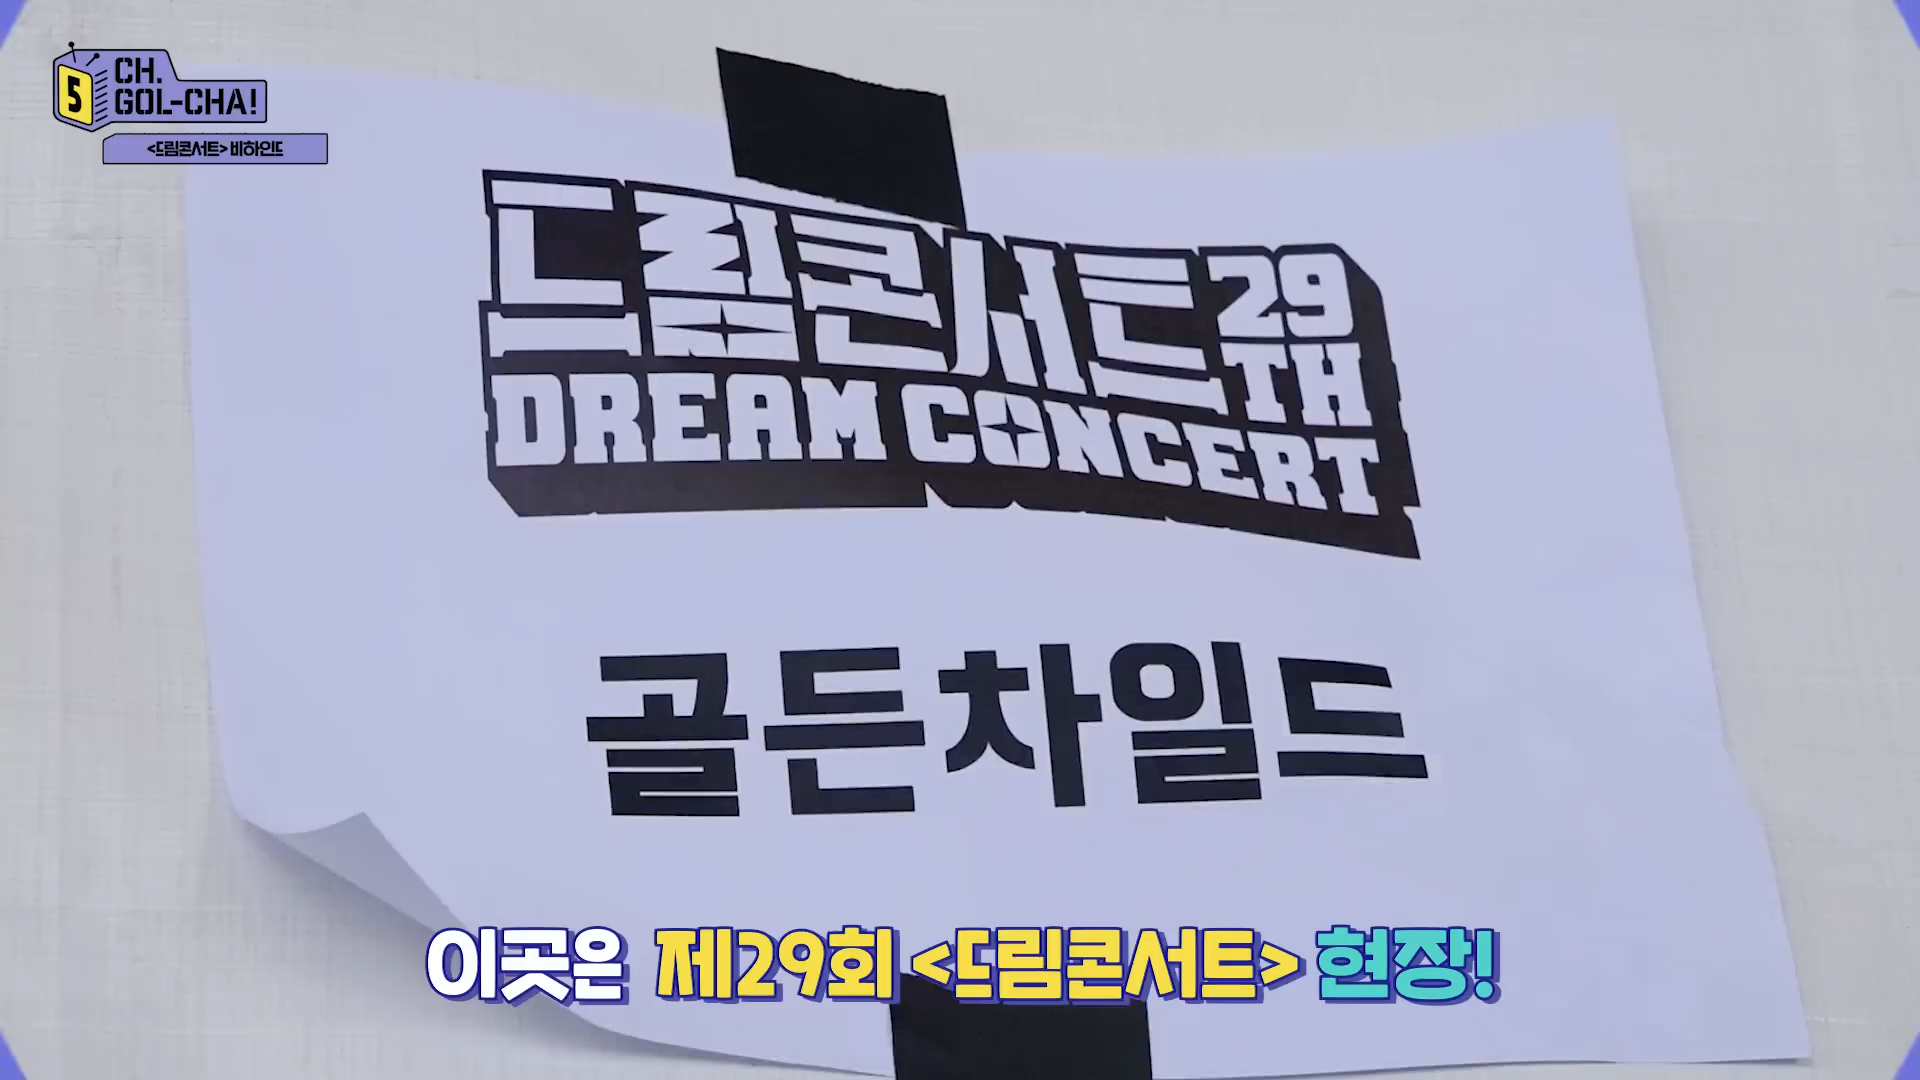 5
CH.
GOL-CHA!
<드림콘서트> 비하인드
드림콘서트 29
TH
DREAM CONCERT
골든차일드
이곳은 제29회 <드림콘서트> 현장!